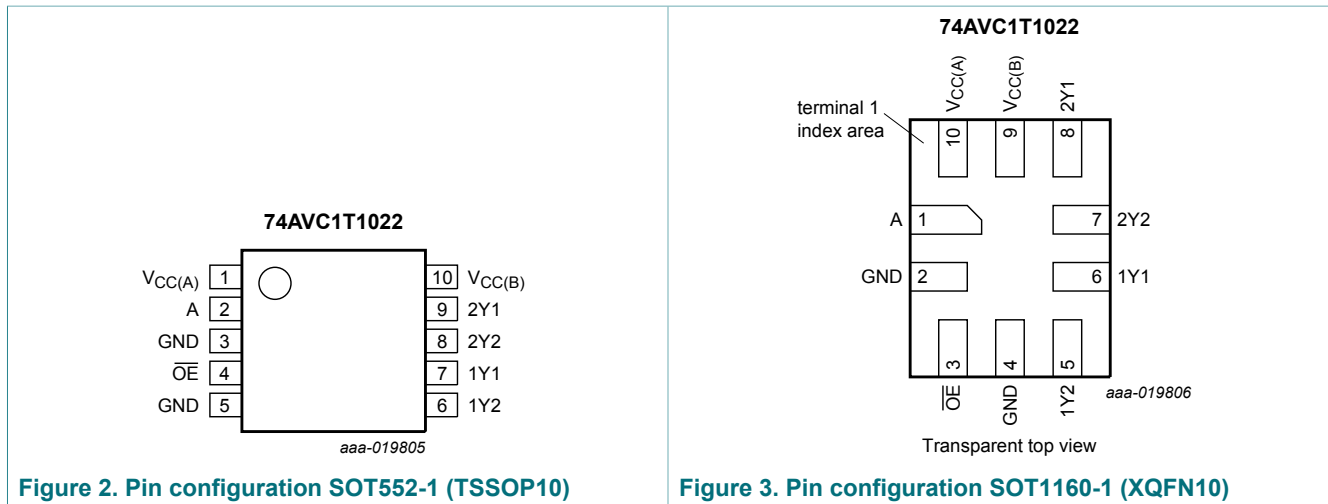 74AVC1T1022
VCC(A) 1
10 VCC(B)
A 2
9 2Y1
GND 3
8 2Y2
OE 4
7 1Y1
GND 5
6 1Y2
aaa-019805
Figure 2. Pin configuration SOT552-1 (TSSOP10)
74AVC1T1022
terminal 1
index area
VCC(A)
VCC(B)
2Y1
10
9
8
A 1
7 2Y2
GND 2
6 1Y1
3
4
5
OE
GND
1Y2
aaa-019806
Transparent top view
Figure 3. Pin configuration SOT1160-1 (XQFN10)